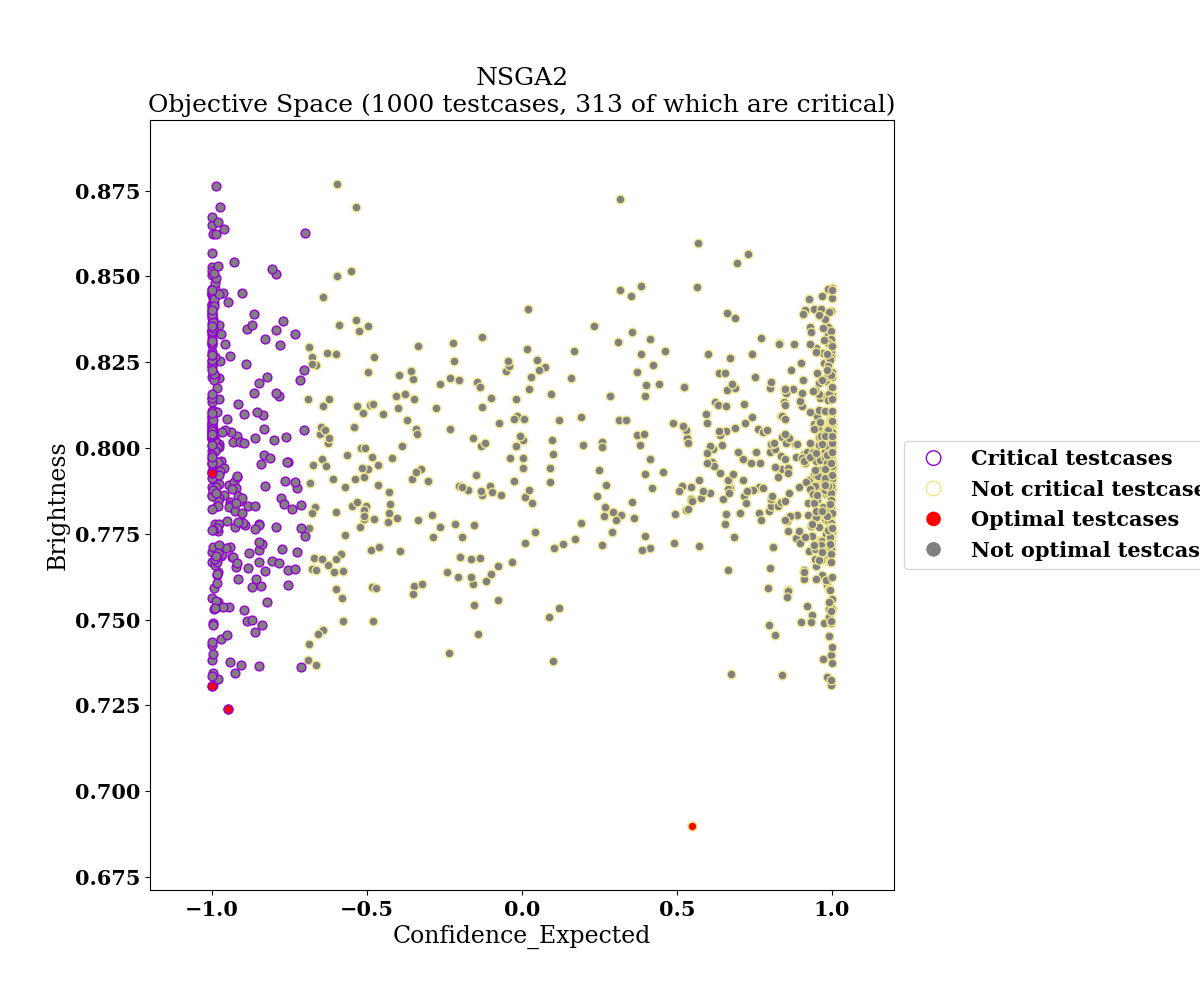 NSGA2
Objective Space (1000 testcases, 313 of which are critical)
0.875
0.850
0.825
0.800
0.775
0.750
0.725
0.700
0.675
Brightness
−1.0 −0.5 0.0 0.5 1.0
Confidence_Expected
Critical testcases
Not critical testcase
Optimal testcases
Not optimal testcas